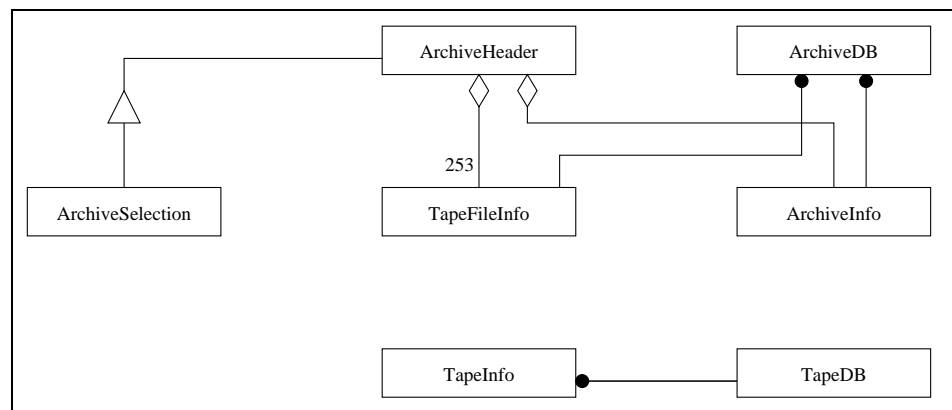 ArchiveHeader
ArchiveDB
253
ArchiveSelection
TapeFileInfo
ArchiveInfo
TapeInfo
TapeDB